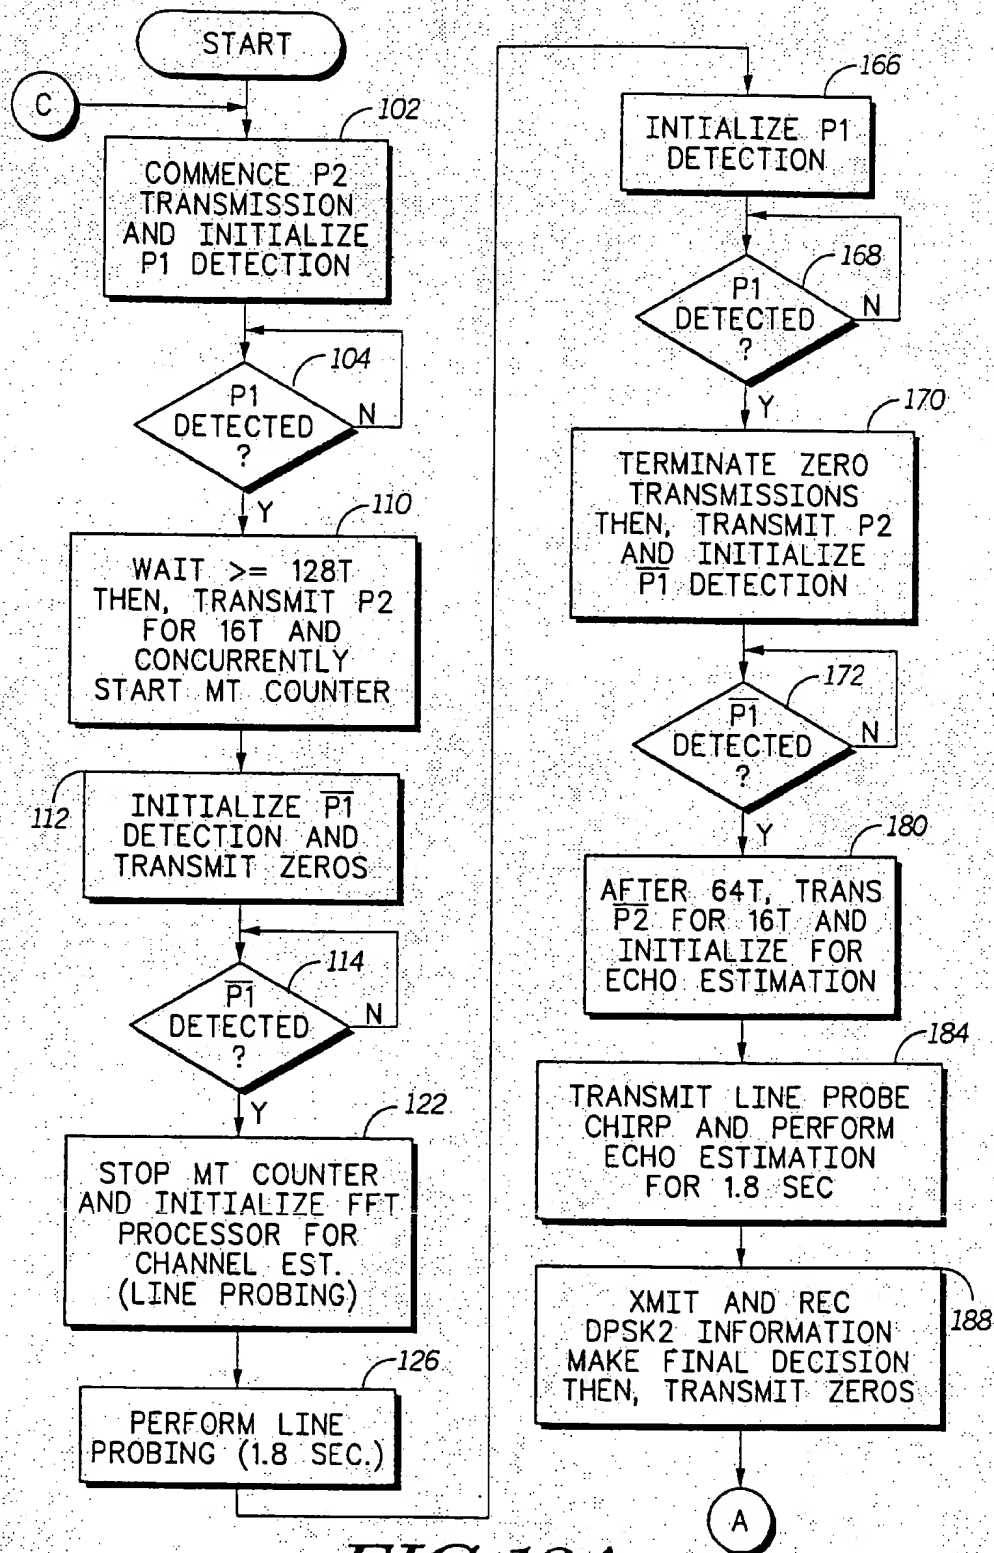 START
C
102
COMMENCE P2
TRANSMISSION
AND INITIALIZE
P1 DETECTION
104
P1
DETECTED
?
N
Y
110
WAIT >= 128T
THEN, TRANSMIT P2
FOR 16T AND
CONCURRENTLY
START MT COUNTER
112
INITIALIZE P̅1̅
DETECTION AND
TRANSMIT ZEROS
114
P̅1̅
DETECTED
?
N
Y
122
STOP MT COUNTER
AND INITIALIZE FFT
PROCESSOR FOR
CHANNEL EST.
(LINE PROBING)
126
PERFORM LINE
PROBING (1.8 SEC.)
166
INTIALIZE P1
DETECTION
168
P1
DETECTED
?
N
Y
170
TERMINATE ZERO
TRANSMISSIONS
THEN, TRANSMIT P2
AND INITIALIZE
P̅1̅ DETECTION
172
P̅1̅
DETECTED
?
N
Y
180
AFTER 64T, TRANS
P̅2̅ FOR 16T AND
INITIALIZE FOR
ECHO ESTIMATION
184
TRANSMIT LINE PROBE
CHIRP AND PERFORM
ECHO ESTIMATION
FOR 1.8 SEC
188
XMIT AND REC
DPSK2 INFORMATION
MAKE FINAL DECISION
THEN, TRANSMIT ZEROS
A